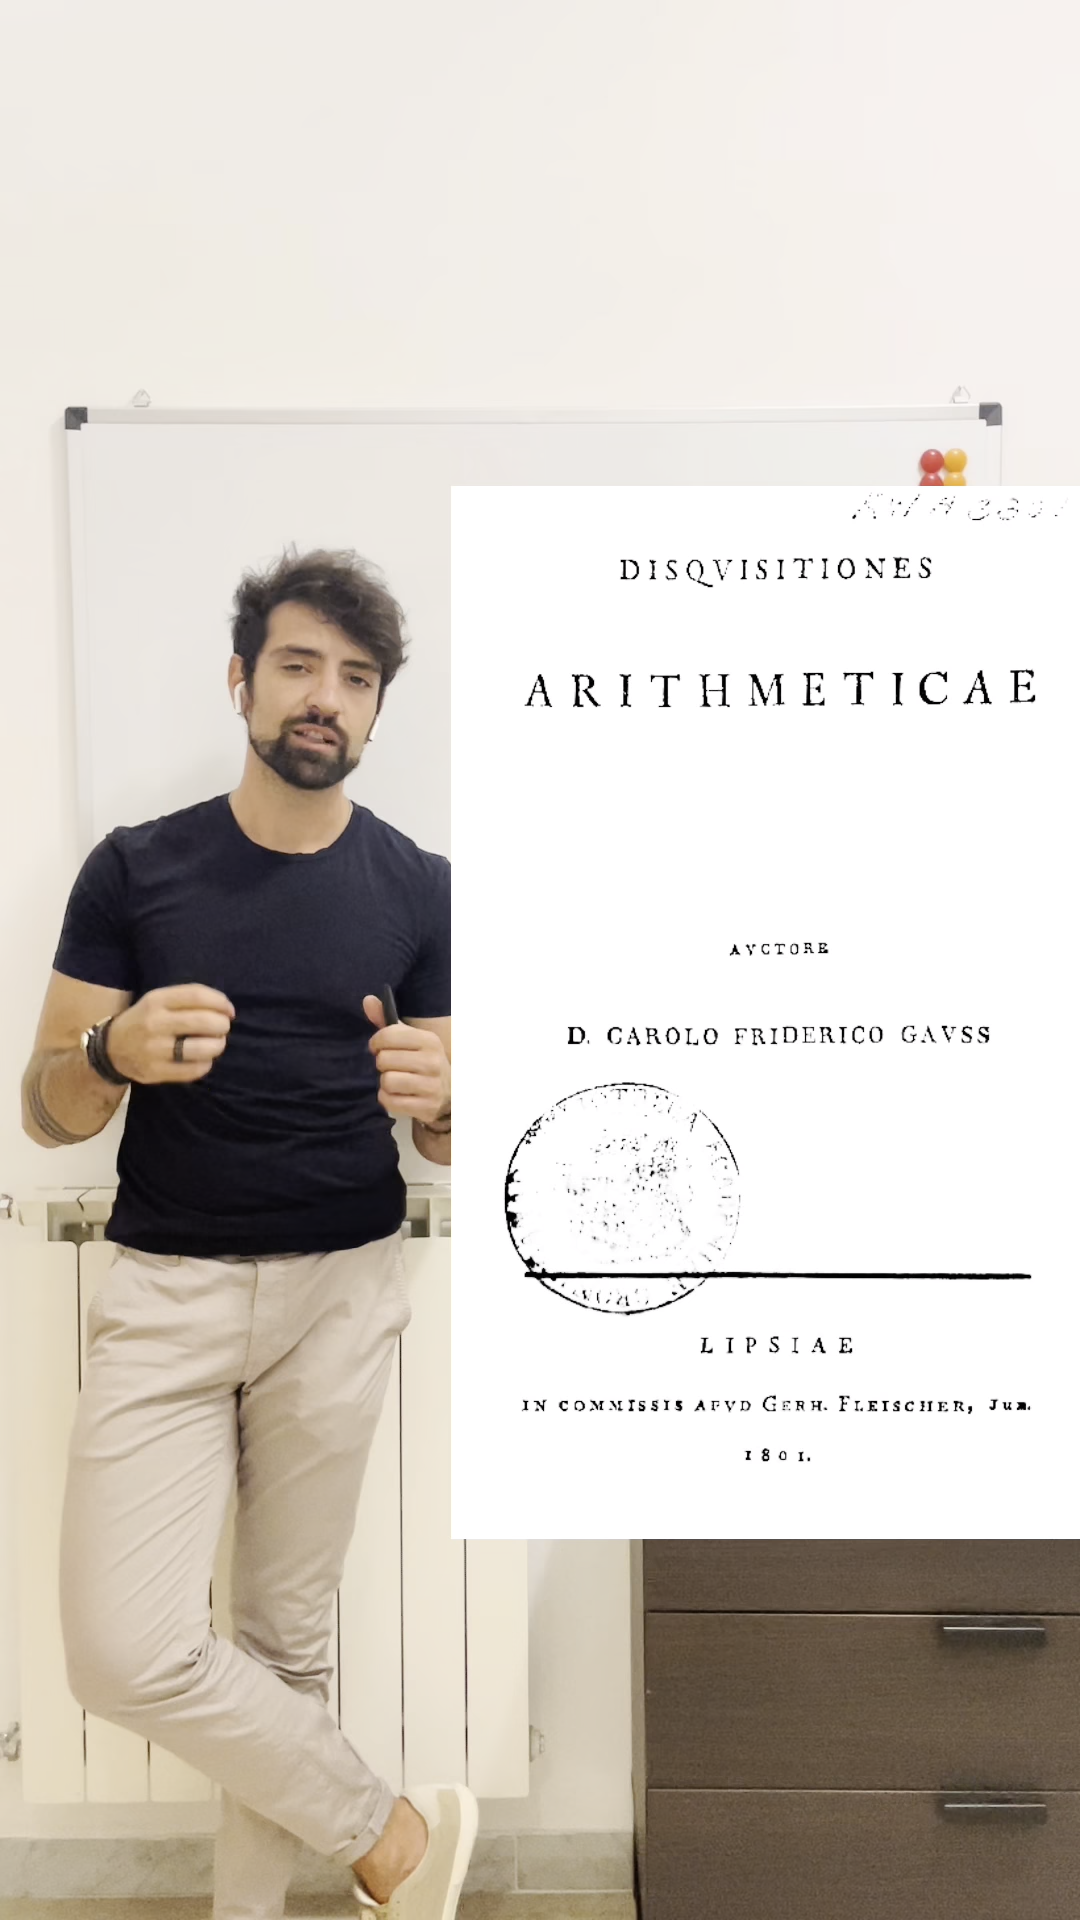 DISQVISITIONES
ARITHMETICAE
AVCTORE
D. CAROLO FRIDERICO GAVSS
LIPSIAE
IN COMMISSIS APVD GERH. FLEISCHER, Jun.
1801.